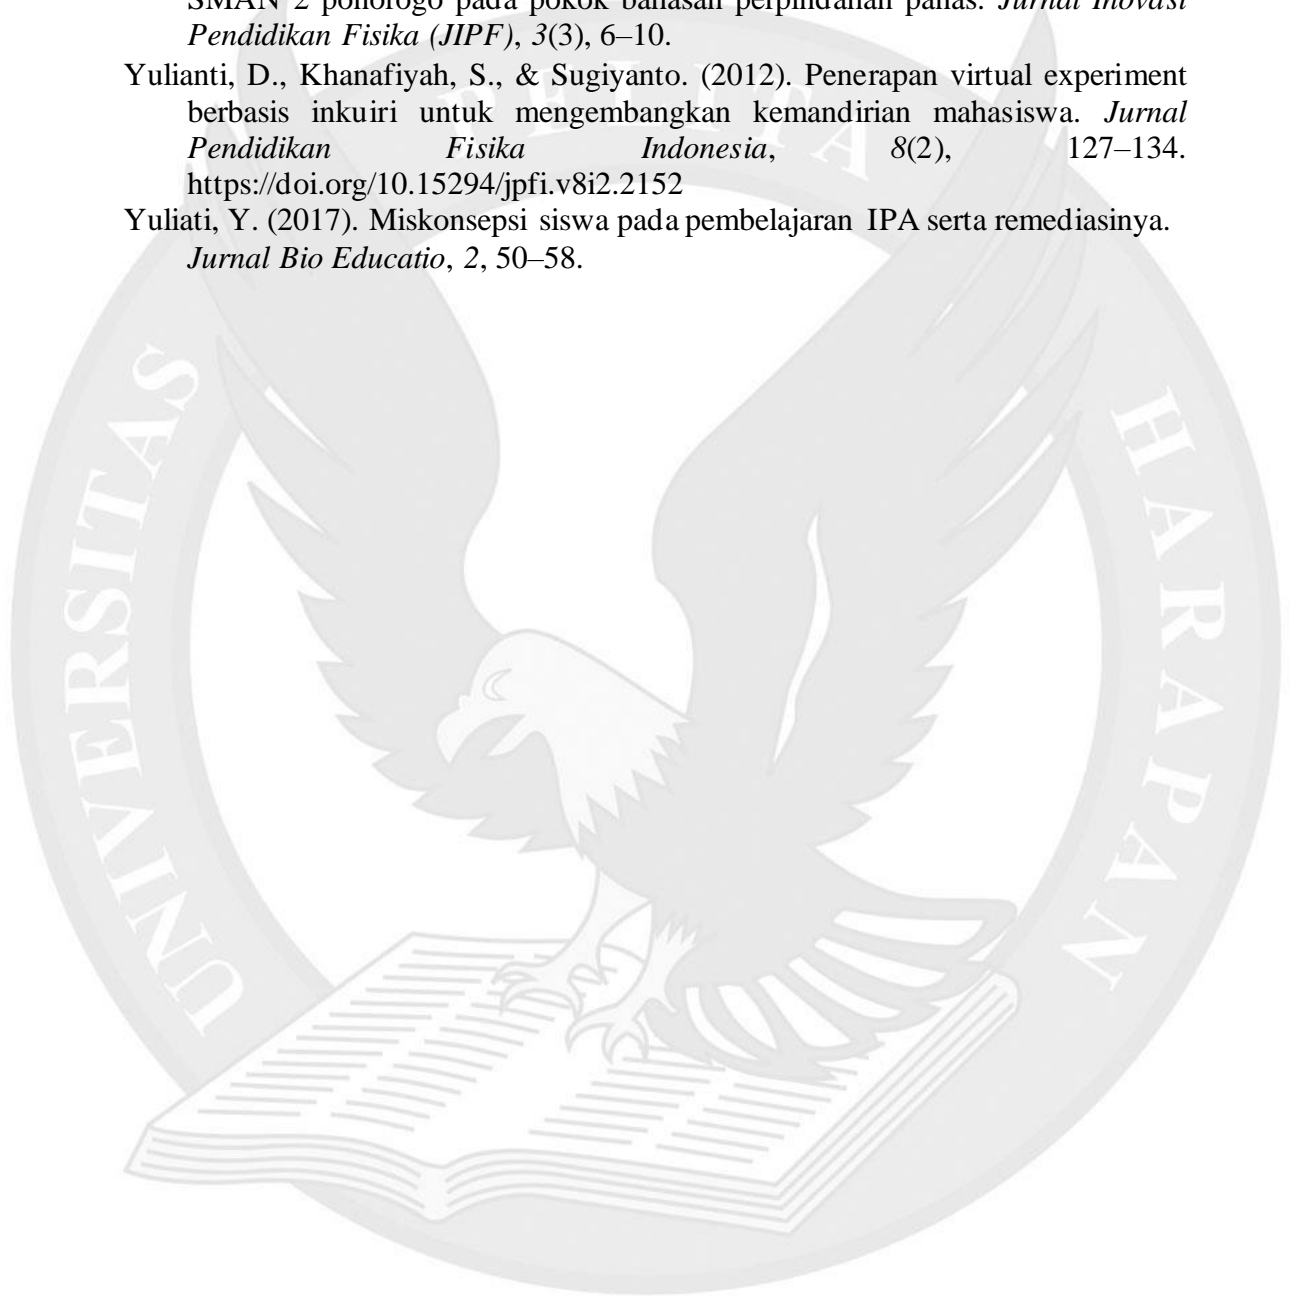 SMAN 2 ponorogo pada pokok bahasan perpindahan panas. Jurnal Inovasi
Pendidikan Fisika (JIPF), 3(3), 6–10.
Yulianti, D., Khanafiyah, S., & Sugiyanto. (2012). Penerapan virtual experiment
berbasis inkuiri untuk mengembangkan kemandirian mahasiswa. Jurnal
Pendidikan Fisika Indonesia, 8(2), 127–134.
https://doi.org/10.15294/jpfi.v8i2.2152
Yuliati, Y. (2017). Miskonsepsi siswa pada pembelajaran IPA serta remediasinya.
Jurnal Bio Educatio, 2, 50–58.
UNIVERSITAS
PELITA
HARAPAN